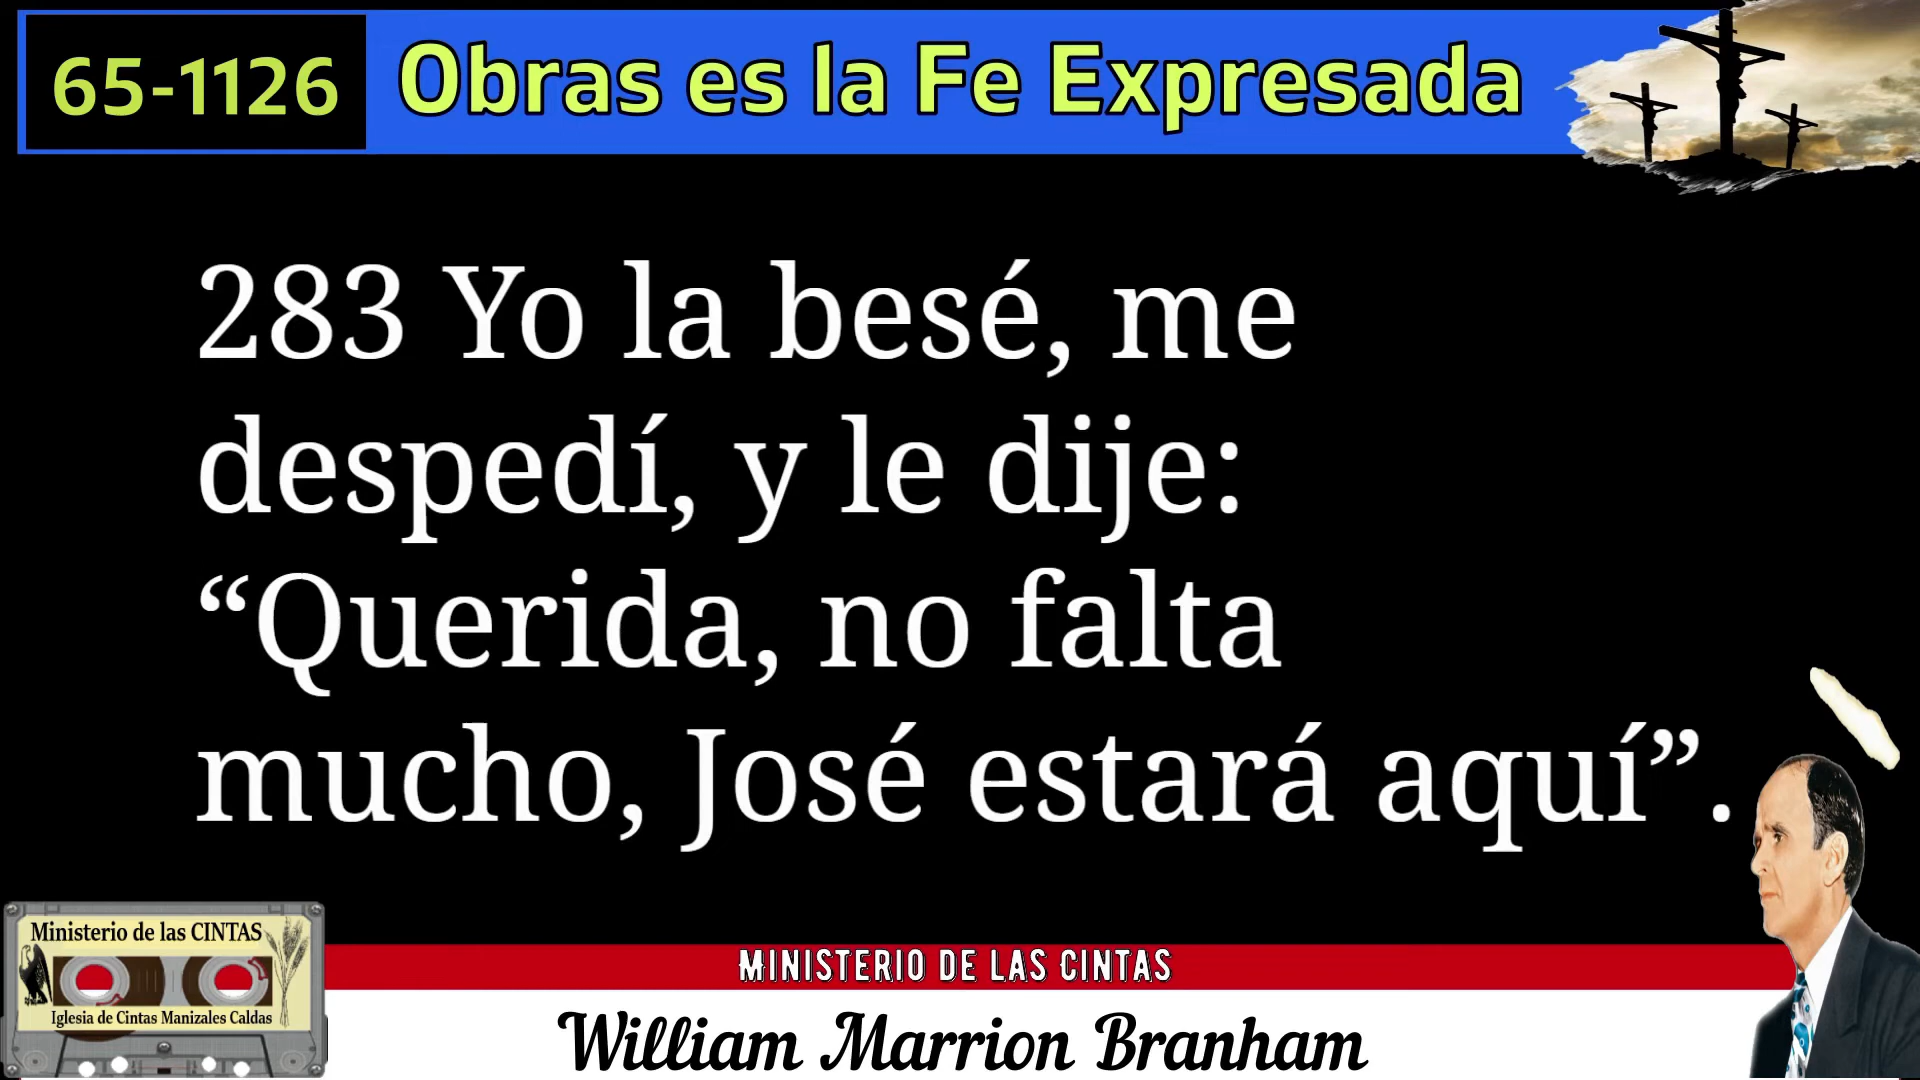 65-1126
Obras es la Fe Expresada
283 Yo la besé, me
despedí, y le dije:
“Querida, no falta
mucho, José estará aquí”.
Ministerio de las CINTAS
Iglesia de Cintas Manizales Caldas
MINISTERIO DE LAS CINTAS
William Marrion Branham